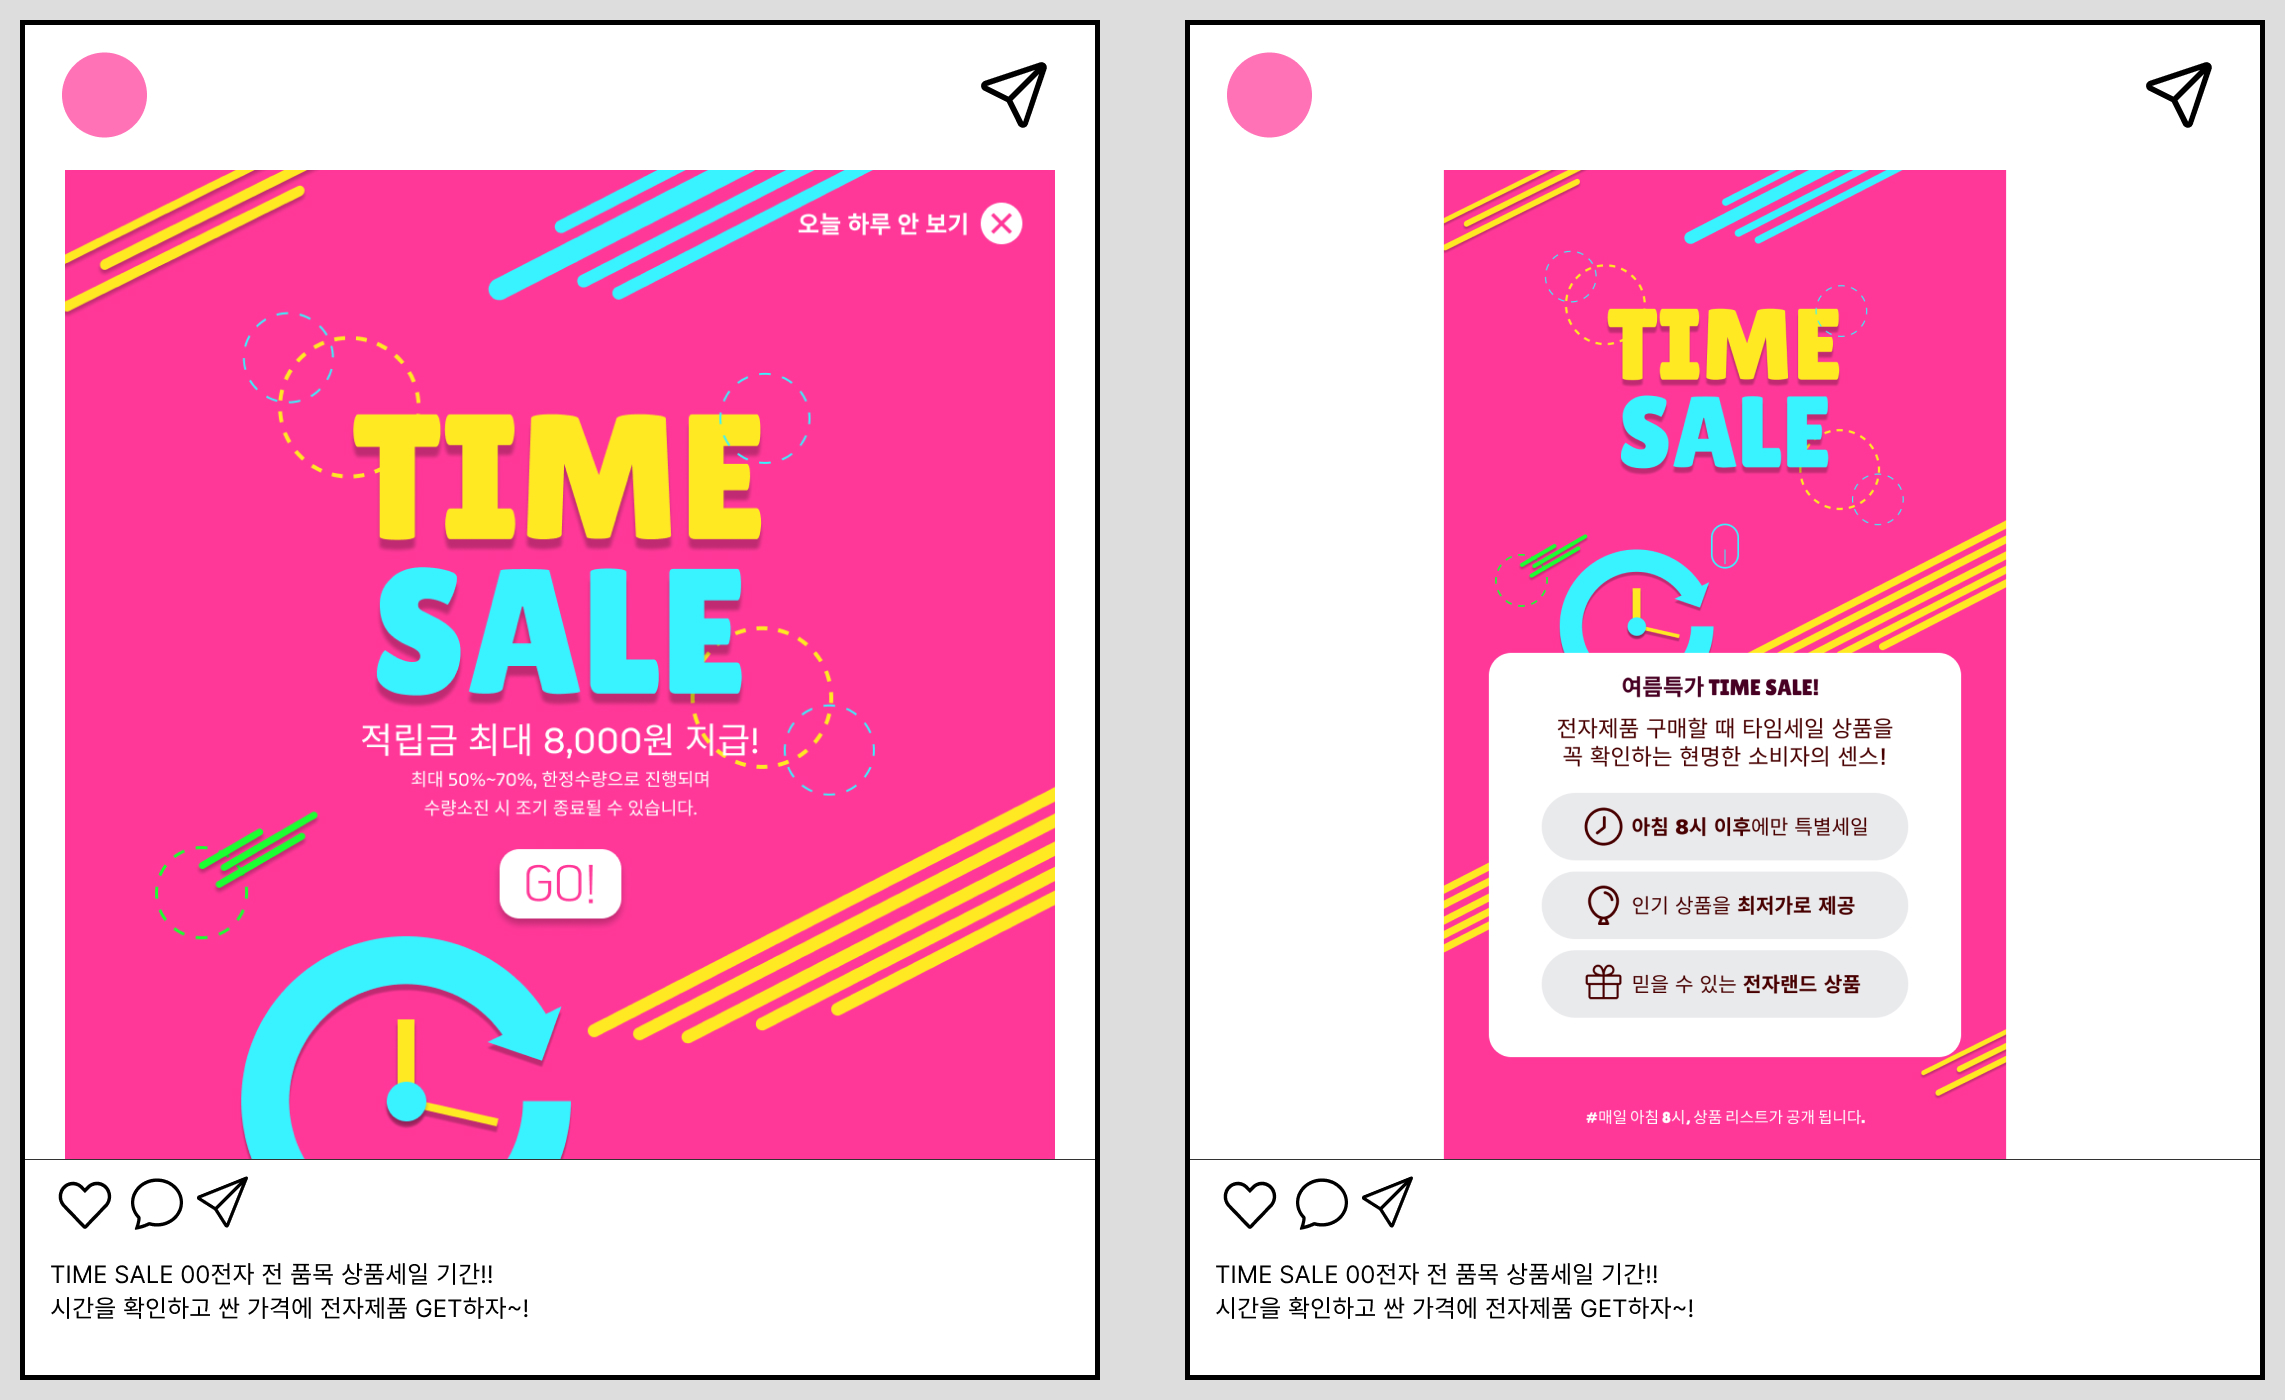 오늘 하루 안 보기
TIME
SALE
적립금 최대 8,000원 지급!
최대 50%~70%, 한정수량으로 진행되며
수량소진 시 조기 종료될 수 있습니다.
GO!
TIME SALE 00전자 전 품목 상품세일 기간!!
시간을 확인하고 싼 가격에 전자제품 GET하자~!
TIME
SALE
여름특가 TIME SALE!
전자제품 구매할 때 타임세일 상품을
꼭 확인하는 현명한 소비자의 센스!
아침 8시 이후에만 특별세일
인기 상품을 최저가로 제공
믿을 수 있는 전자랜드 상품
#매일 아침 8시, 상품 리스트가 공개 됩니다.
TIME SALE 00전자 전 품목 상품세일 기간!!
시간을 확인하고 싼 가격에 전자제품 GET하자~!